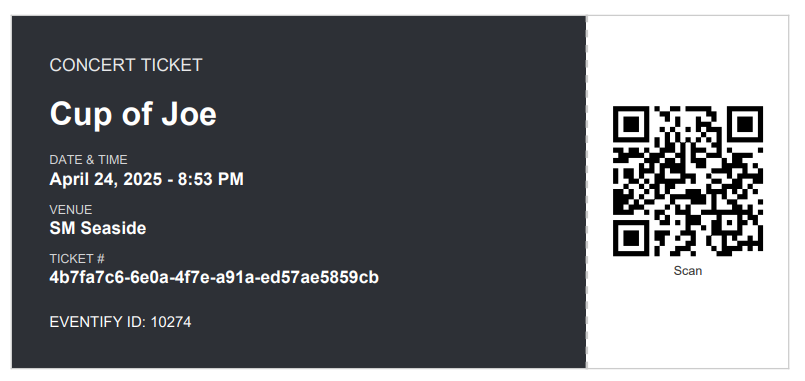 CONCERT TICKET
Cup of Joe
DATE & TIME
April 24, 2025 - 8:53 PM
VENUE
SM Seaside
TICKET #
4b7fa7c6-6e0a-4f7e-a91a-ed57ae5859cb
EVENTIFY ID: 10274
Scan